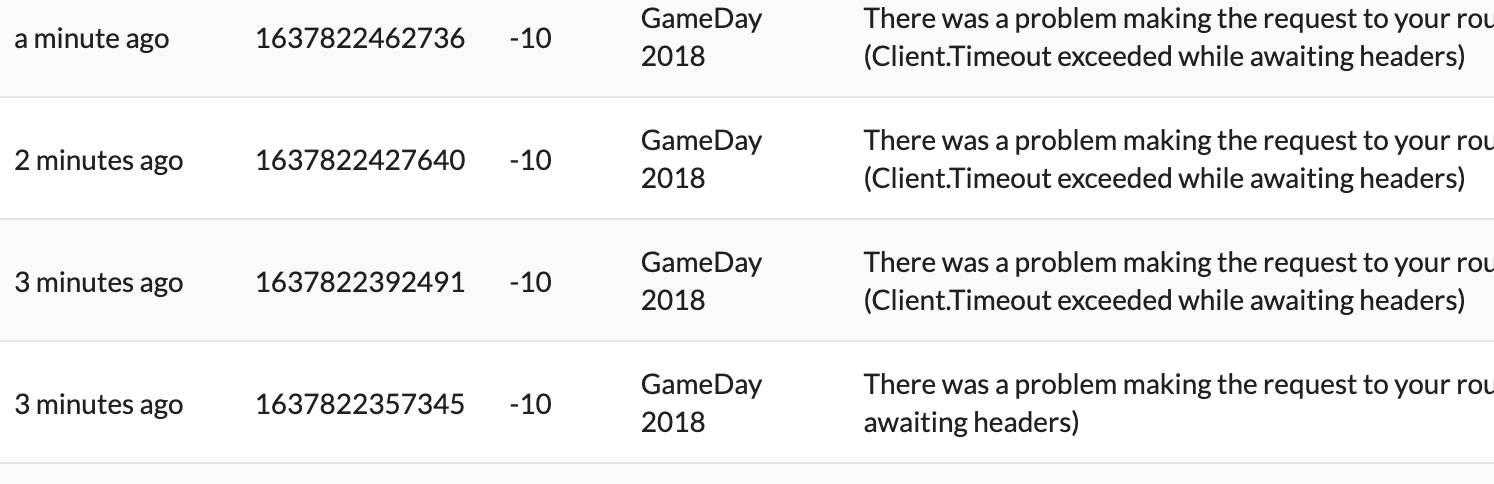 a minute ago 1637822462736 -10 GameDay 2018 There was a problem making the request to your
(Client.Timeout exceeded while awaiting headers)
2 minutes ago 1637822427640 -10 GameDay 2018 There was a problem making the request to your
(Client.Timeout exceeded while awaiting headers)
3 minutes ago 1637822392491 -10 GameDay 2018 There was a problem making the request to your
(Client.Timeout exceeded while awaiting headers)
3 minutes ago 1637822357345 -10 GameDay 2018 There was a problem making the request to your
awaiting headers)